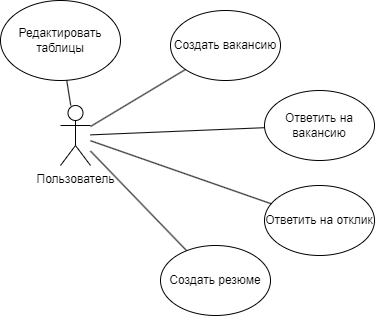 Редактировать
таблицы
Создать вакансию
Ответить на
вакансию
Пользователь
Ответить на отклик
Создать резюме